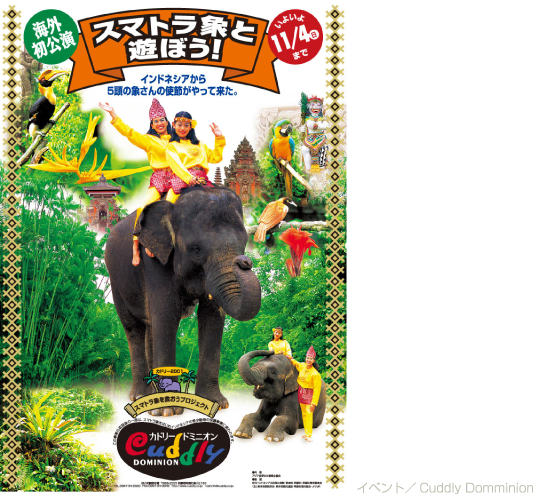 海外
初公演
スマトラ象と
遊ぼう!
いよいよ
11/4日
まで
インドネシアから
5頭の象さんの使節がやって来た。
カドリーZOO
スマトラ象を救おうプロジェクト
カドリー ドミニオン
Cuddly
DOMINION
イベント／ Cuddly Domminion